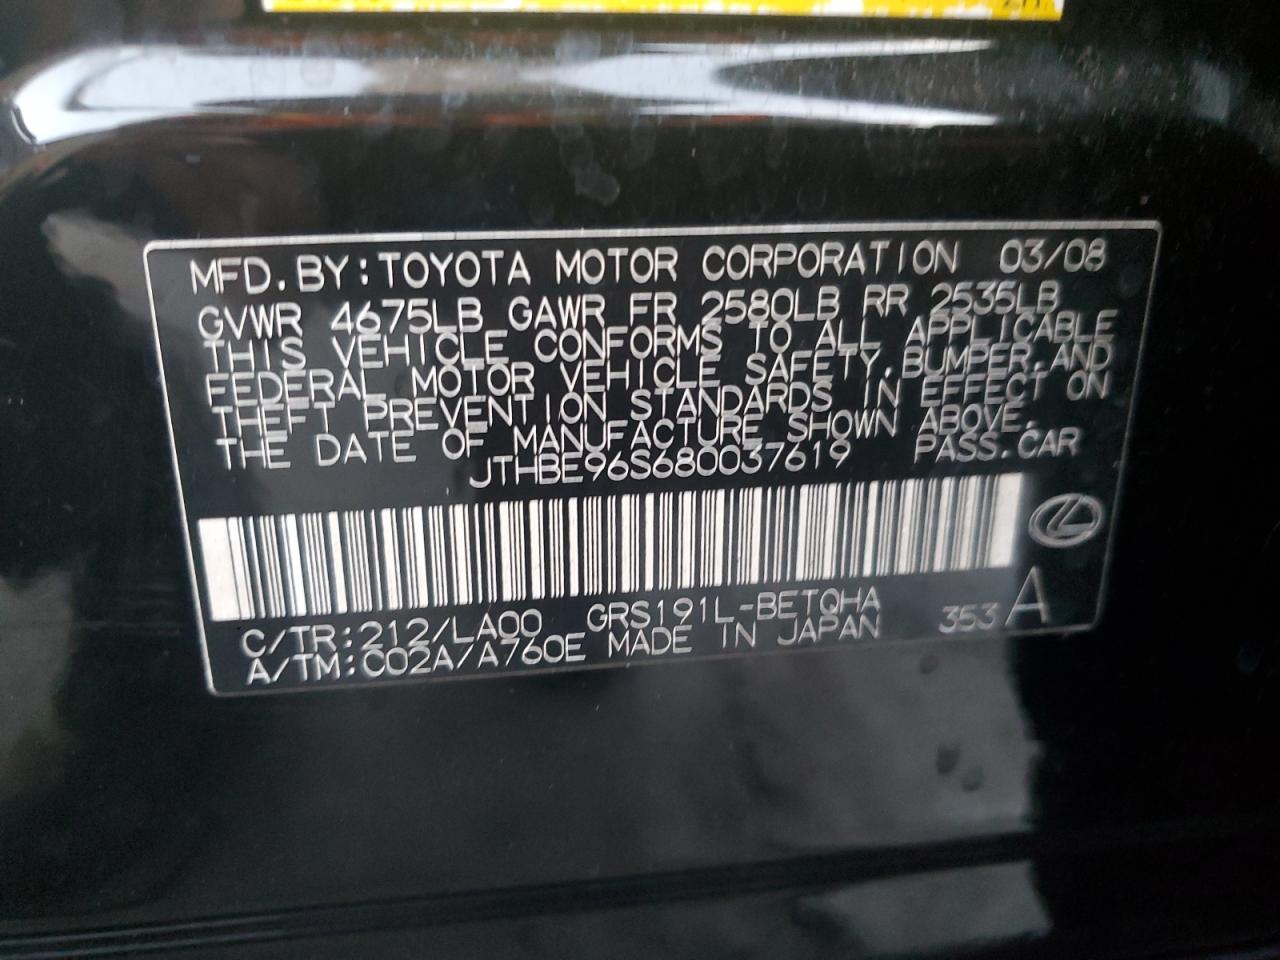 MFD. BY: TOYOTA MOTOR CORPORATION 03/08
GVWR 4675LB GAWR FR 2580LB RR 2535LB
THIS VEHICLE CONFORMS TO ALL APPLICABLE
FEDERAL MOTOR VEHICLE SAFETY, BUMPER, AND
THEFT PREVENTION STANDARDS IN EFFECT ON
THE DATE OF MANUFACTURE SHOWN ABOVE.
JTHBE96S680037619 PASS. CAR
C/TR: 212/LA00 GRS191L-BETQHA 353 A
A/TM: C02A/A760E MADE IN JAPAN